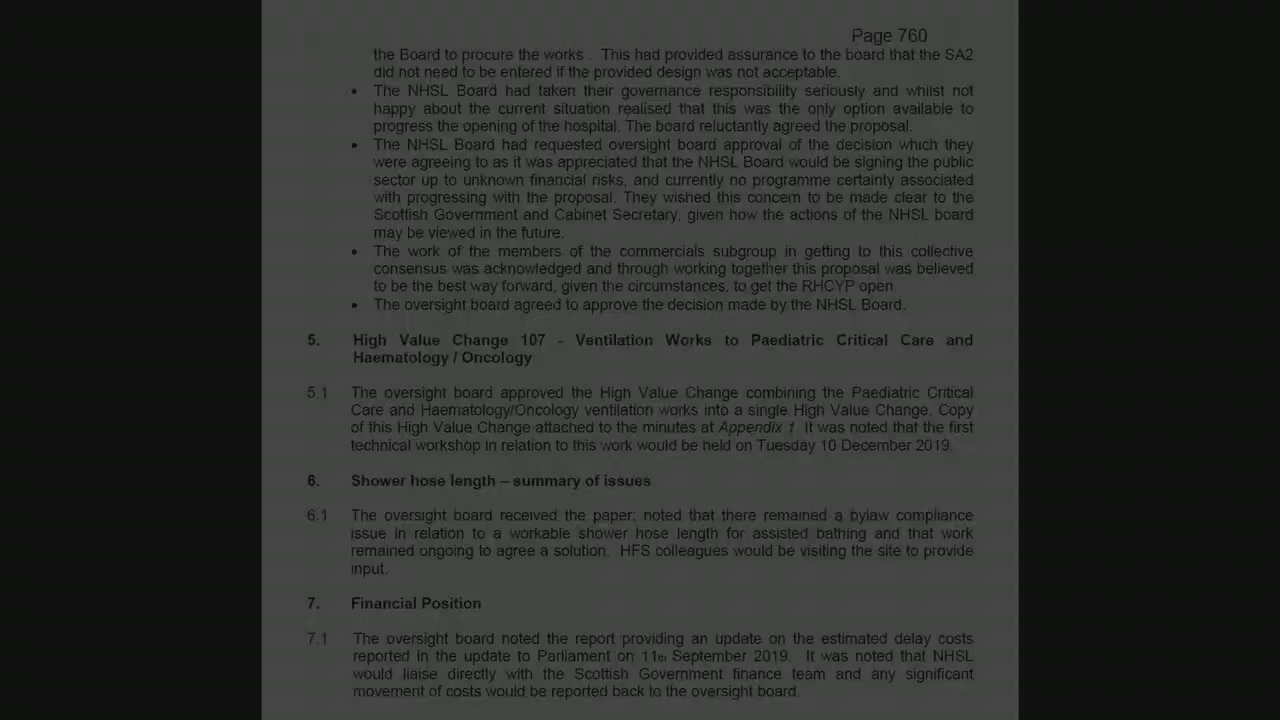 Page 760
the Board to procure the works . This had provided assurance to the board that the SA2
did not need to be entered if the provided design was not acceptable.
• The NHSL Board had taken their governance responsibility seriously and whilst not
happy about the current situation realised that this was the only option available to
progress the opening of the hospital. The board reluctantly agreed the proposal.
• The NHSL Board had requested oversight board approval of the decision which they
were agreeing to as it was appreciated that the NHSL Board would be signing the public
sector up to unknown financial risks, and currently no programme certainty associated
with progressing with the proposal. They wished this concern to be made clear to the
Scottish Government and Cabinet Secretary, given how the actions of the NHSL board
may be viewed in the future.
• The work of the members of the commercials subgroup in getting to this collective
consensus was acknowledged and through working together this proposal was believed
to be the best way forward, given the circumstances, to get the RHCYP open.
• The oversight board agreed to approve the decision made by the NHSL Board.
5. High Value Change 107 - Ventilation Works to Paediatric Critical Care and
Haematology / Oncology
5.1 The oversight board approved the High Value Change combining the Paediatric Critical
Care and Haematology/Oncology ventilation works into a single High Value Change. Copy
of this High Value Change attached to the minutes at Appendix 1 It was noted that the first
technical workshop in relation to this work would be held on Tuesday 10 December 2019.
6. Shower hose length – summary of issues
6.1 The oversight board received the paper; noted that there remained a bylaw compliance
issue in relation to a workable shower hose length for assisted bathing and that work
remained ongoing to agree a solution. HFS colleagues would be visiting the site to provide
input.
7. Financial Position
7.1 The oversight board noted the report providing an update on the estimated delay costs
reported in the update to Parliament on 11th September 2019. It was noted that NHSL
would liaise directly with the Scottish Government finance team and any significant
movement of costs would be reported back to the oversight board.